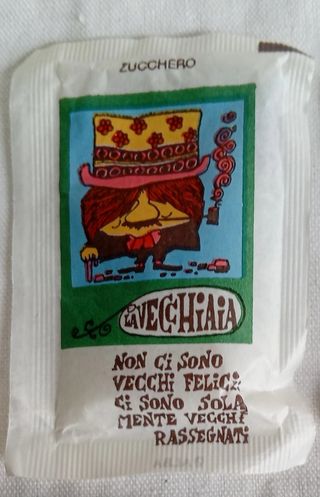 ZUCCHERO
LA VECCHIAIA
NON CI SONO
VECCHI FELICI:
CI SONO SOLA
MENTE VECCHI
RASSEGNATI